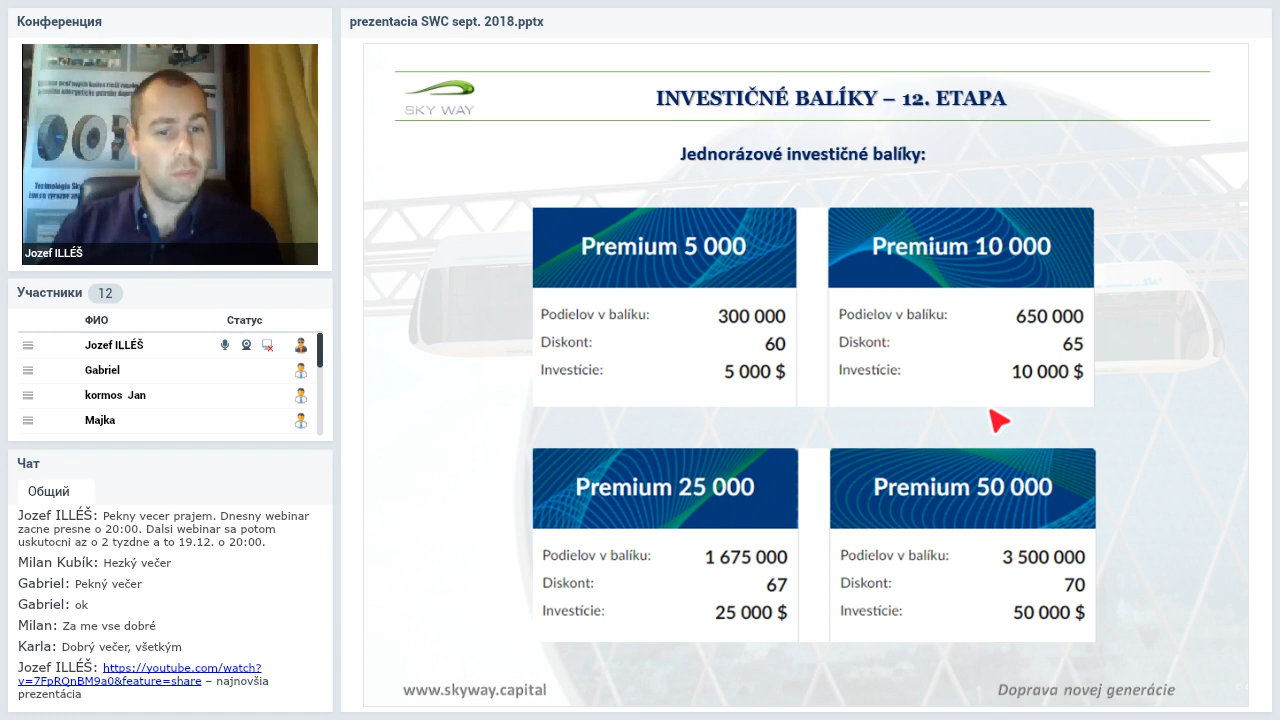 Конференция
Jozef ILLÉŠ
Участники 12
ФИО Статус
Jozef ILLÉŠ
Gabriel
kormos Jan
Majka
Чат
Общий
Jozef ILLÉŠ: Pekny vecer prajem. Dnesny webinar
zacne presne o 20:00. Dalsi webinar sa potom
uskutocni az o 2 tyzdne a to 19.12. o 20:00.
Milan Kubík: Hezký večer
Gabriel: Pekný večer
Gabriel: ok
Milan: Za me vse dobré
Karla: Dobrý večer, všetkým
Jozef ILLÉŠ: https://youtube.com/watch?
v=7FpRQnBM9a0&feature=share – najnovšia
prezentácia
prezentacia SWC sept. 2018.pptx
SKY WAY
INVESTIČNÉ BALÍKY – 12. ETAPA
Jednorázové investičné balíky:
Premium 5 000
Podielov v balíku: 300 000
Diskont: 60
Investície: 5 000 $
Premium 10 000
Podielov v balíku: 650 000
Diskont: 65
Investície: 10 000 $
Premium 25 000
Podielov v balíku: 1 675 000
Diskont: 67
Investície: 25 000 $
Premium 50 000
Podielov v balíku: 3 500 000
Diskont: 70
Investície: 50 000 $
www.skyway.capital
Doprava novej generácie